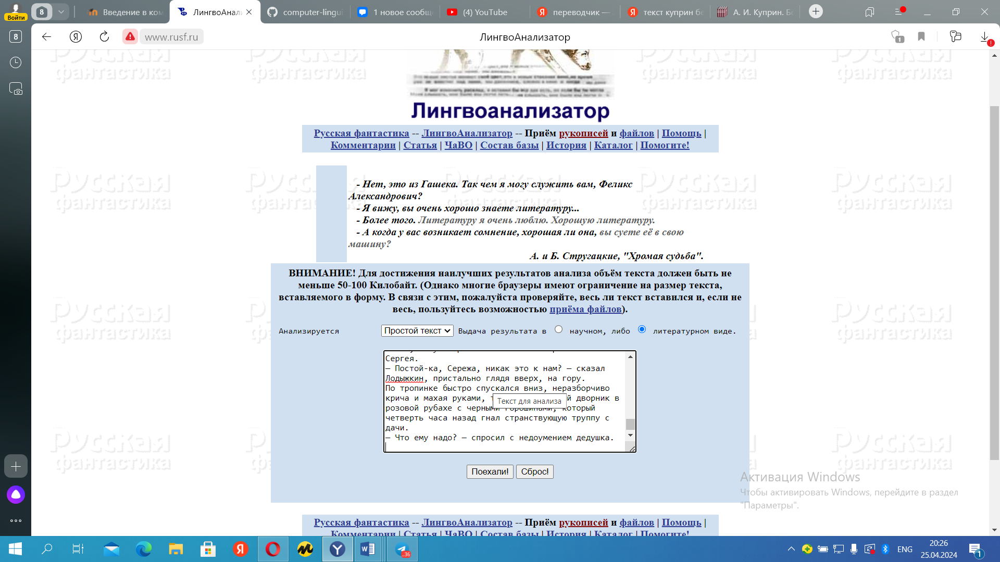 Войти
8
Введение в ком
ЛингвоАнали
computer-lingui
1 новое сообще
(4) YouTube
переводчик —
текст куприн бе
А. И. Куприн. Бе
8
www.rusf.ru
ЛингвоАнализатор
1
Русская фантастика
Лингвоанализатор
Русская фантастика -- ЛингвоАнализатор -- Приём рукописей и файлов | Помощь |
Комментарии | Статья | ЧаВО | Состав базы | История | Каталог | Помогите!
- Нет, это из Гашека. Так чем я могу служить вам, Феликс
Александрович?
- Я вижу, вы очень хорошо знаете литературу...
- Более того. Литературу я очень люблю. Хорошую литературу.
- А когда у вас возникает сомнение, хорошая ли она, вы суете её в свою
машину?
А. и Б. Стругацкие, "Хромая судьба".
ВНИМАНИЕ! Для достижения наилучших результатов анализа объём текста должен быть не
меньше 50-100 Килобайт. (Однако многие браузеры имеют ограничение на размер текста,
вставляемого в форму. В связи с этим, пожалуйста проверяйте, весь ли текст вставился и, если не
весь, пользуйтесь возможностью приёма файлов).
Анализируется Простой текст Выдача результата в научном, либо литературном виде.
Сергея.
— Постой-ка, Сережа, никак это к нам? — сказал
Лодыжкин, пристально глядя вверх, на гору.
По тропинке быстро спускался вниз, неразборчиво
крича и махая руками, дворник в
Текст для анализа
розовой рубахе с черными горошинами, который
четверть часа назад гнал странствующую труппу с
дачи.
— Что ему надо? — спросил с недоумением дедушка.
Поехали! Сброс!
Активация Windows
Чтобы активировать Windows, перейдите в раздел
"Параметры".
Русская фантастика -- ЛингвоАнализатор -- Приём рукописей и файлов | Помощь |
Комментарии | Статья | ЧаВО | Состав базы | История | Каталог | Помогите!
..36
ENG
20:26
25.04.2024
1